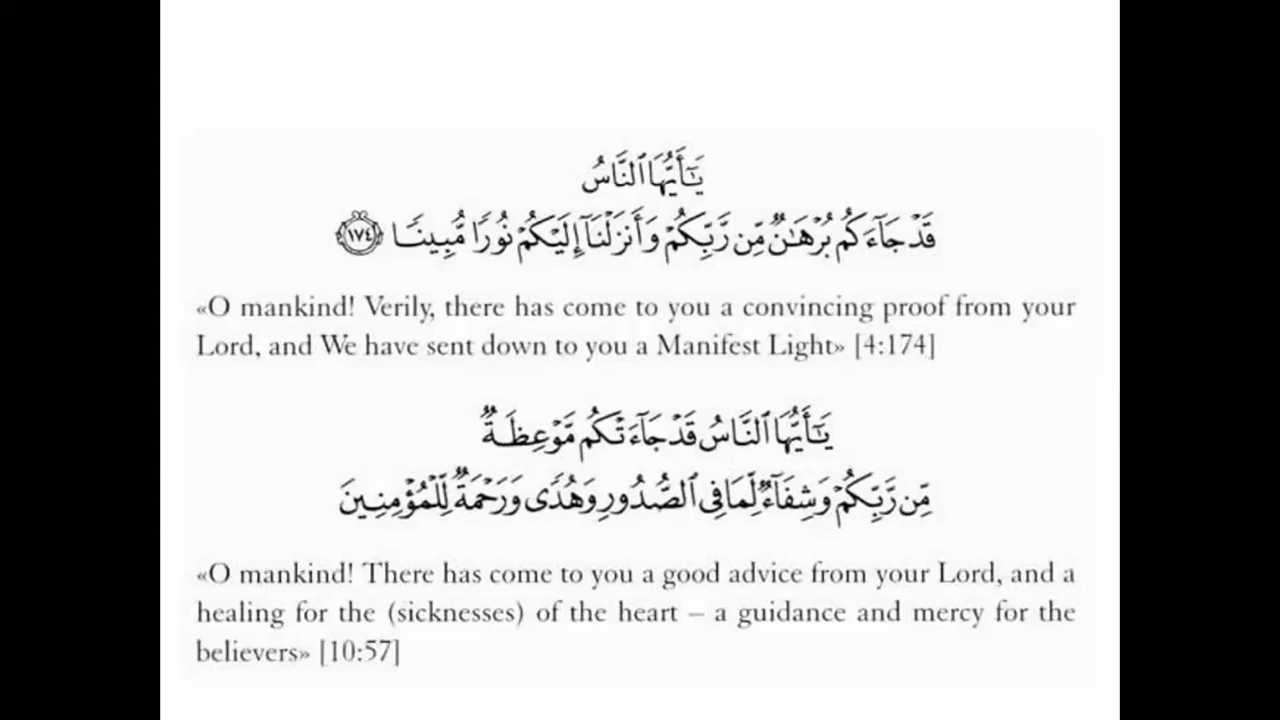 يَٰٓأَيُّهَا ٱلنَّاسُ
قَدۡ جَآءَكُم بُرۡهَٰنٞ مِّن رَّبِّكُمۡ وَأَنزَلۡنَآ إِلَيۡكُمۡ نُورٗا مُّبِينٗا ١٧٤
«O mankind! Verily, there has come to you a convincing proof from your
Lord, and We have sent down to you a Manifest Light» [4:174]
يَٰٓأَيُّهَا ٱلنَّاسُ قَدۡ جَآءَتۡكُم مَّوۡعِظَةٞ
مِّن رَّبِّكُمۡ وَشِفَآءٞ لِّمَا فِي ٱلصُّدُورِ وَهُدٗى وَرَحۡمَةٞ لِّلۡمُؤۡمِنِينَ
«O mankind! There has come to you a good advice from your Lord, and a
healing for the (sicknesses) of the heart – a guidance and mercy for the
believers» [10:57]